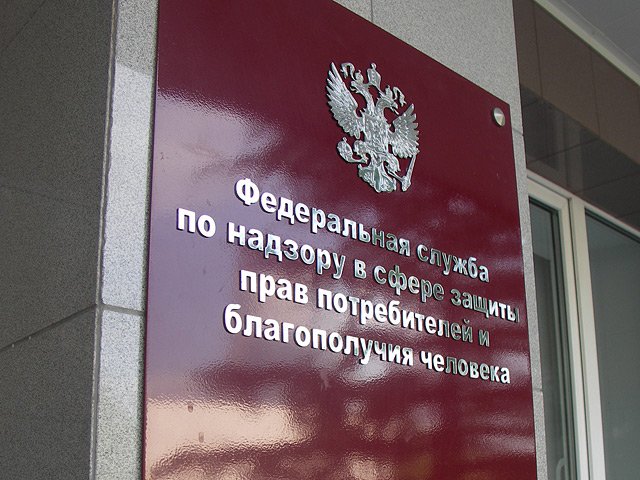 Федеральная служба
по надзору в сфере защиты
прав потребителей и
благополучия человека